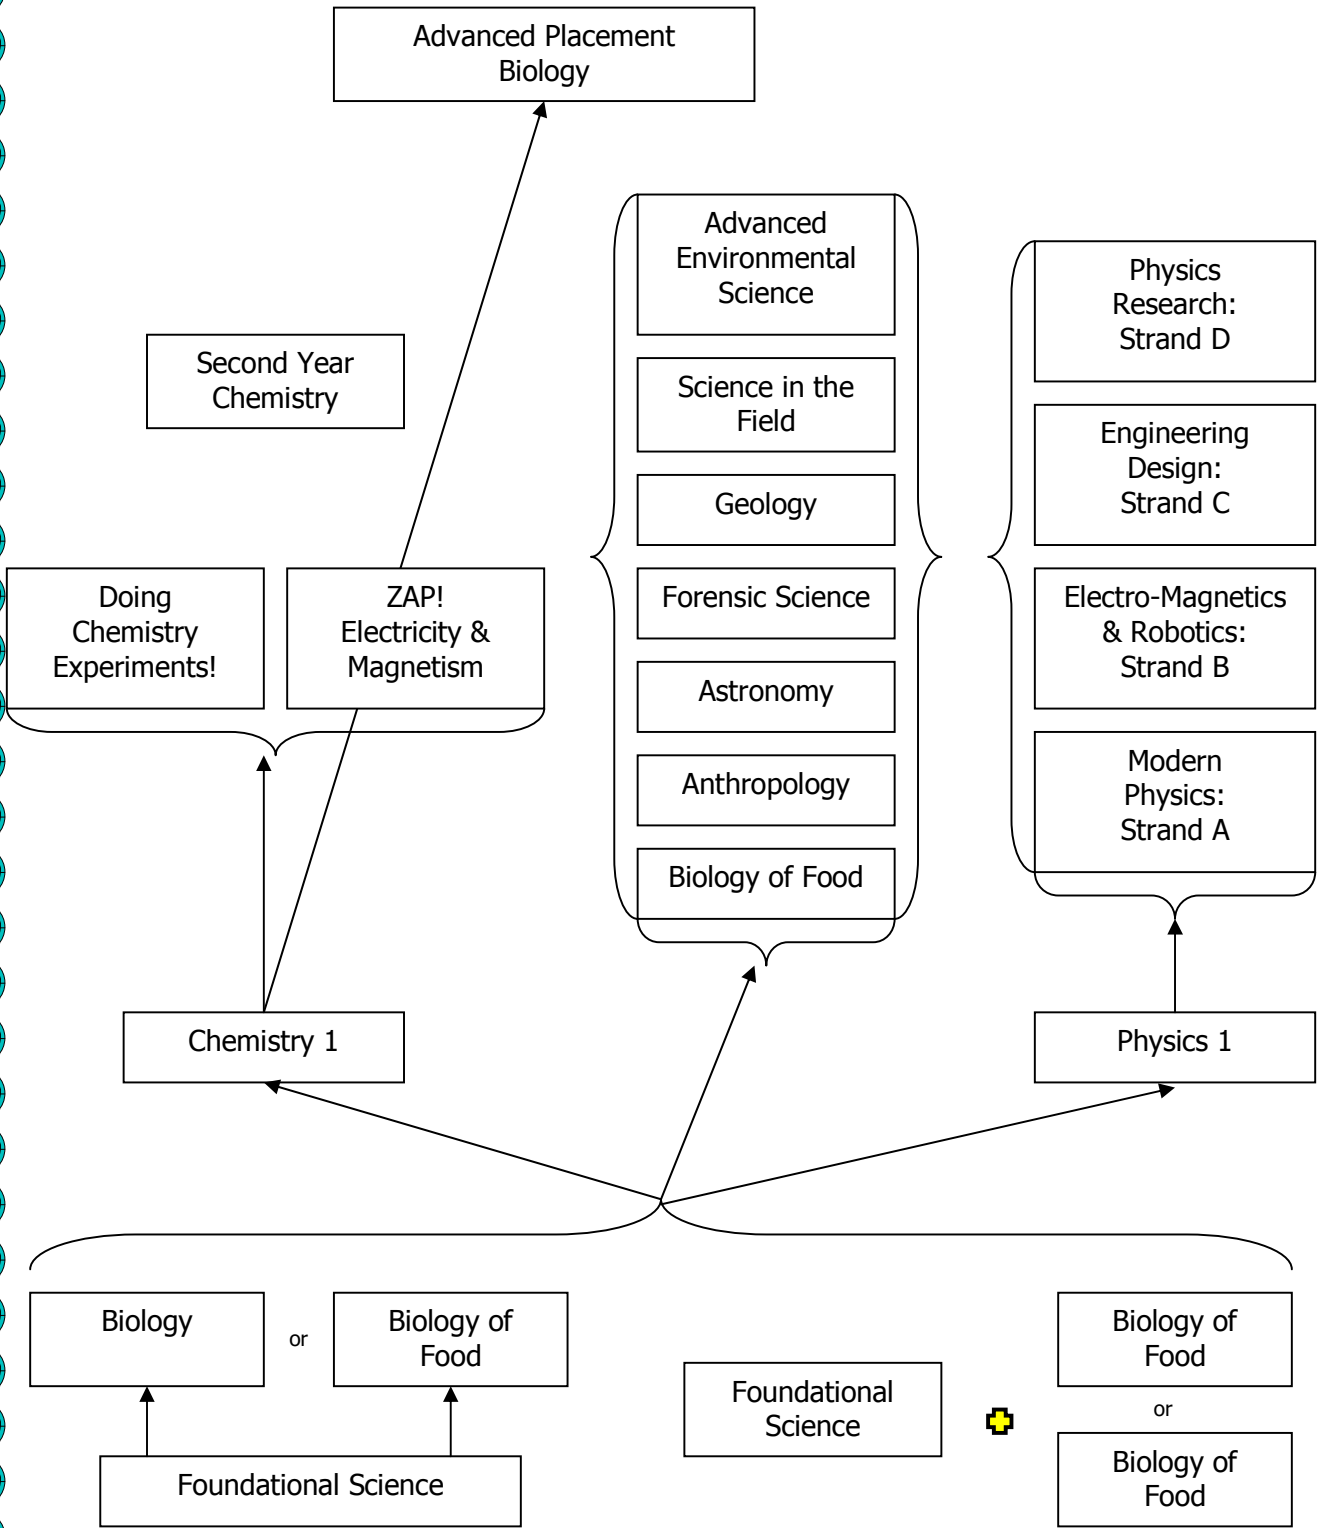 Advanced Placement
Biology
Advanced
Environmental
Science
Physics
Research:
Strand D
Second Year
Chemistry
Science in the
Field
Engineering
Design:
Strand C
Geology
Doing
Chemistry
Experiments!
ZAP!
Electricity &
Magnetism
Forensic Science
Electro-Magnetics
& Robotics:
Strand B
Astronomy
Modern
Physics:
Strand A
Anthropology
Biology of Food
Chemistry 1
Physics 1
Biology
or
Biology of
Food
Foundational Science
Foundational
Science
Biology of
Food
or
Biology of
Food